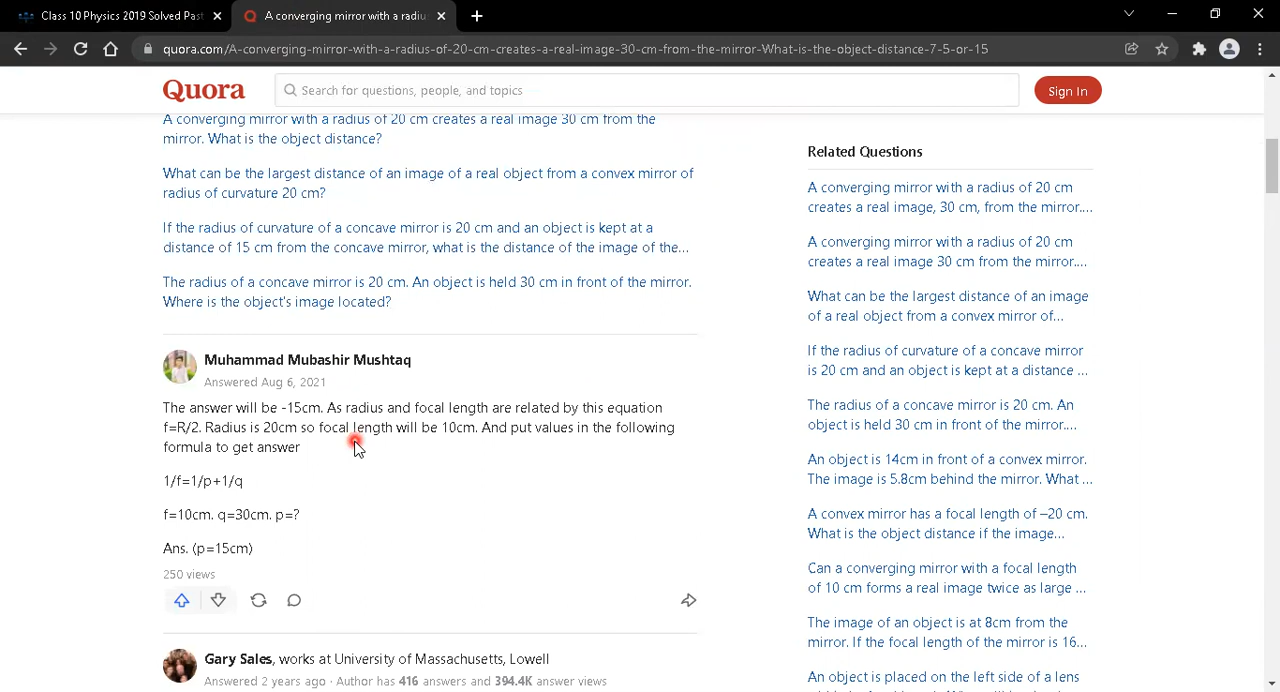 Class 10 Physics 2019 Solved Past
A converging mirror with a radiu
quora.com/A-converging-mirror-with-a-radius-of-20-cm-creates-a-real-image-30-cm-from-the-mirror-What-is-the-object-distance-7-5-or-15
Quora
Search for questions, people, and topics
Sign In
A converging mirror with a radius of 20 cm creates a real image 30 cm from the
mirror. What is the object distance?
What can be the largest distance of an image of a real object from a convex mirror of
radius of curvature 20 cm?
If the radius of curvature of a concave mirror is 20 cm and an object is kept at a
distance of 15 cm from the concave mirror, what is the distance of the image of the...
The radius of a concave mirror is 20 cm. An object is held 30 cm in front of the mirror.
Where is the object's image located?
Muhammad Mubashir Mushtaq
Answered Aug 6, 2021
The answer will be -15cm. As radius and focal length are related by this equation
f=R/2. Radius is 20cm so focal length will be 10cm. And put values in the following
formula to get answer
1/f=1/p+1/q
f=10cm. q=30cm. p=?
Ans. (p=15cm)
250 views
Gary Sales, works at University of Massachusetts, Lowell
Answered 2 years ago · Author has 416 answers and 394.4K answer views
Related Questions
A converging mirror with a radius of 20 cm
creates a real image, 30 cm, from the mirror....
A converging mirror with a radius of 20 cm
creates a real image 30 cm from the mirror....
What can be the largest distance of an image
of a real object from a convex mirror of...
If the radius of curvature of a concave mirror
is 20 cm and an object is kept at a distance ...
The radius of a concave mirror is 20 cm. An
object is held 30 cm in front of the mirror....
An object is 14cm in front of a convex mirror.
The image is 5.8cm behind the mirror. What ...
A convex mirror has a focal length of –20 cm.
What is the object distance if the image...
Can a converging mirror with a focal length
of 10 cm forms a real image twice as large ...
The image of an object is at 8cm from the
mirror. If the focal length of the mirror is 16...
An object is placed on the left side of a lens